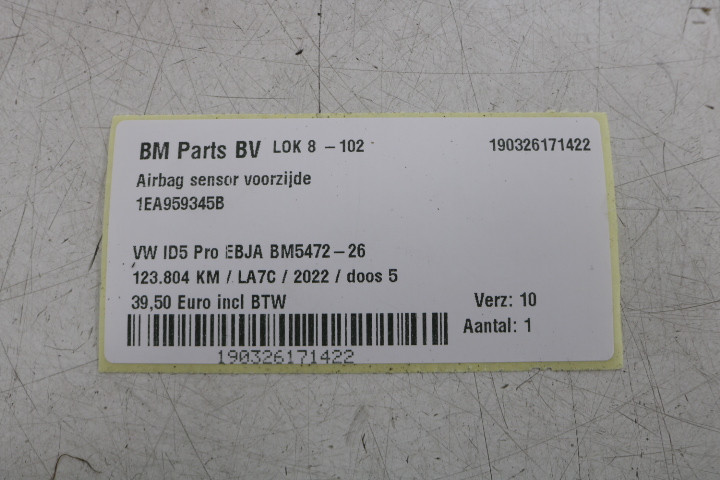 BM Parts BV LOK 8 - 102 190326171422
Airbag sensor voorzijde
1EA959345B
VW ID5 Pro EBJA BM5472-26
123.804 KM / LA7C / 2022 / doos 5
39,50 Euro incl BTW Verz: 10
Aantal: 1
190326171422